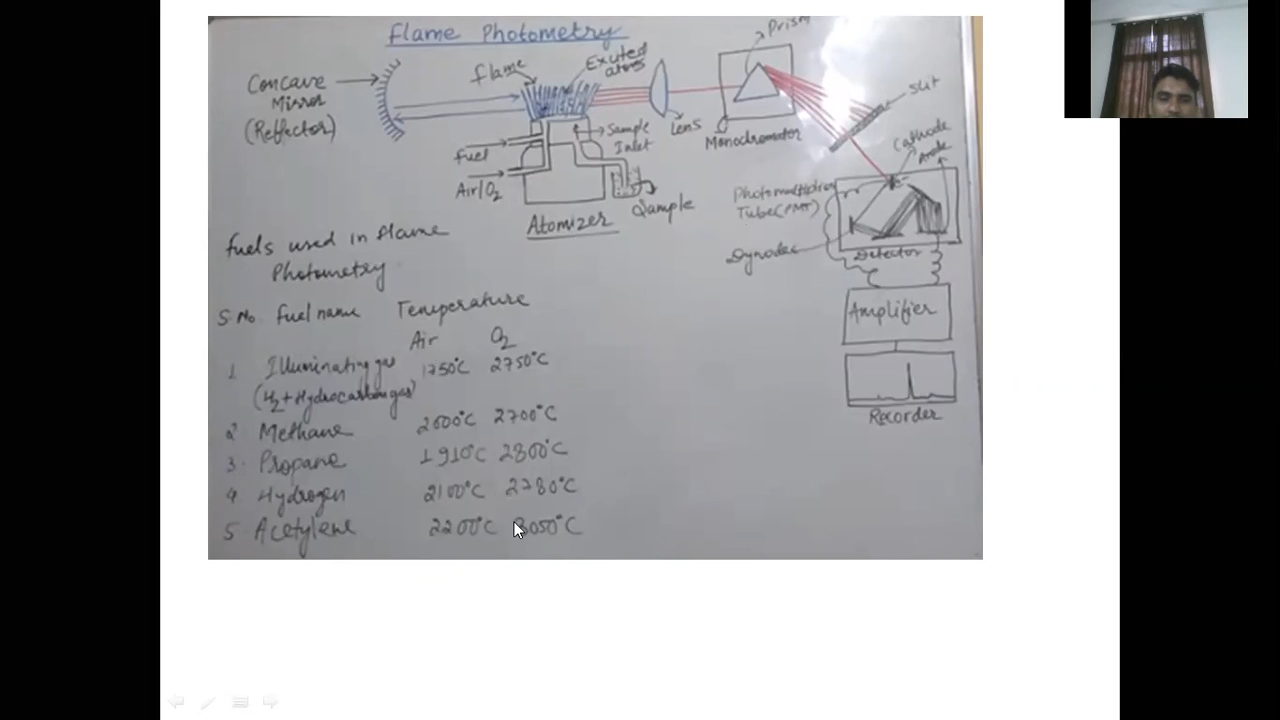 Flame Photometry
Prism
Concave
Mirror
(Reflector)
flame
Excited
atoms
Slit
Lens
Monochromator
Sample
Inlet
Fuel
Air/O2
Sample
Atomizer
Cathode
Anode
Photomultiplier
Tube (PMT)
Dynodes
Detector
Amplifier
Recorder
Fuels used in flame
Photometry
S.No. Fuel name Temperature
Air O2
1 Illuminating gas 1750°C 2750°C
(H2+Hydrocarbon gas)
2 Methane 2000°C 2700°C
3 Propane 1910°C 2800°C
4 Hydrogen 2100°C 2780°C
5 Acetylene 2200°C 3050°C